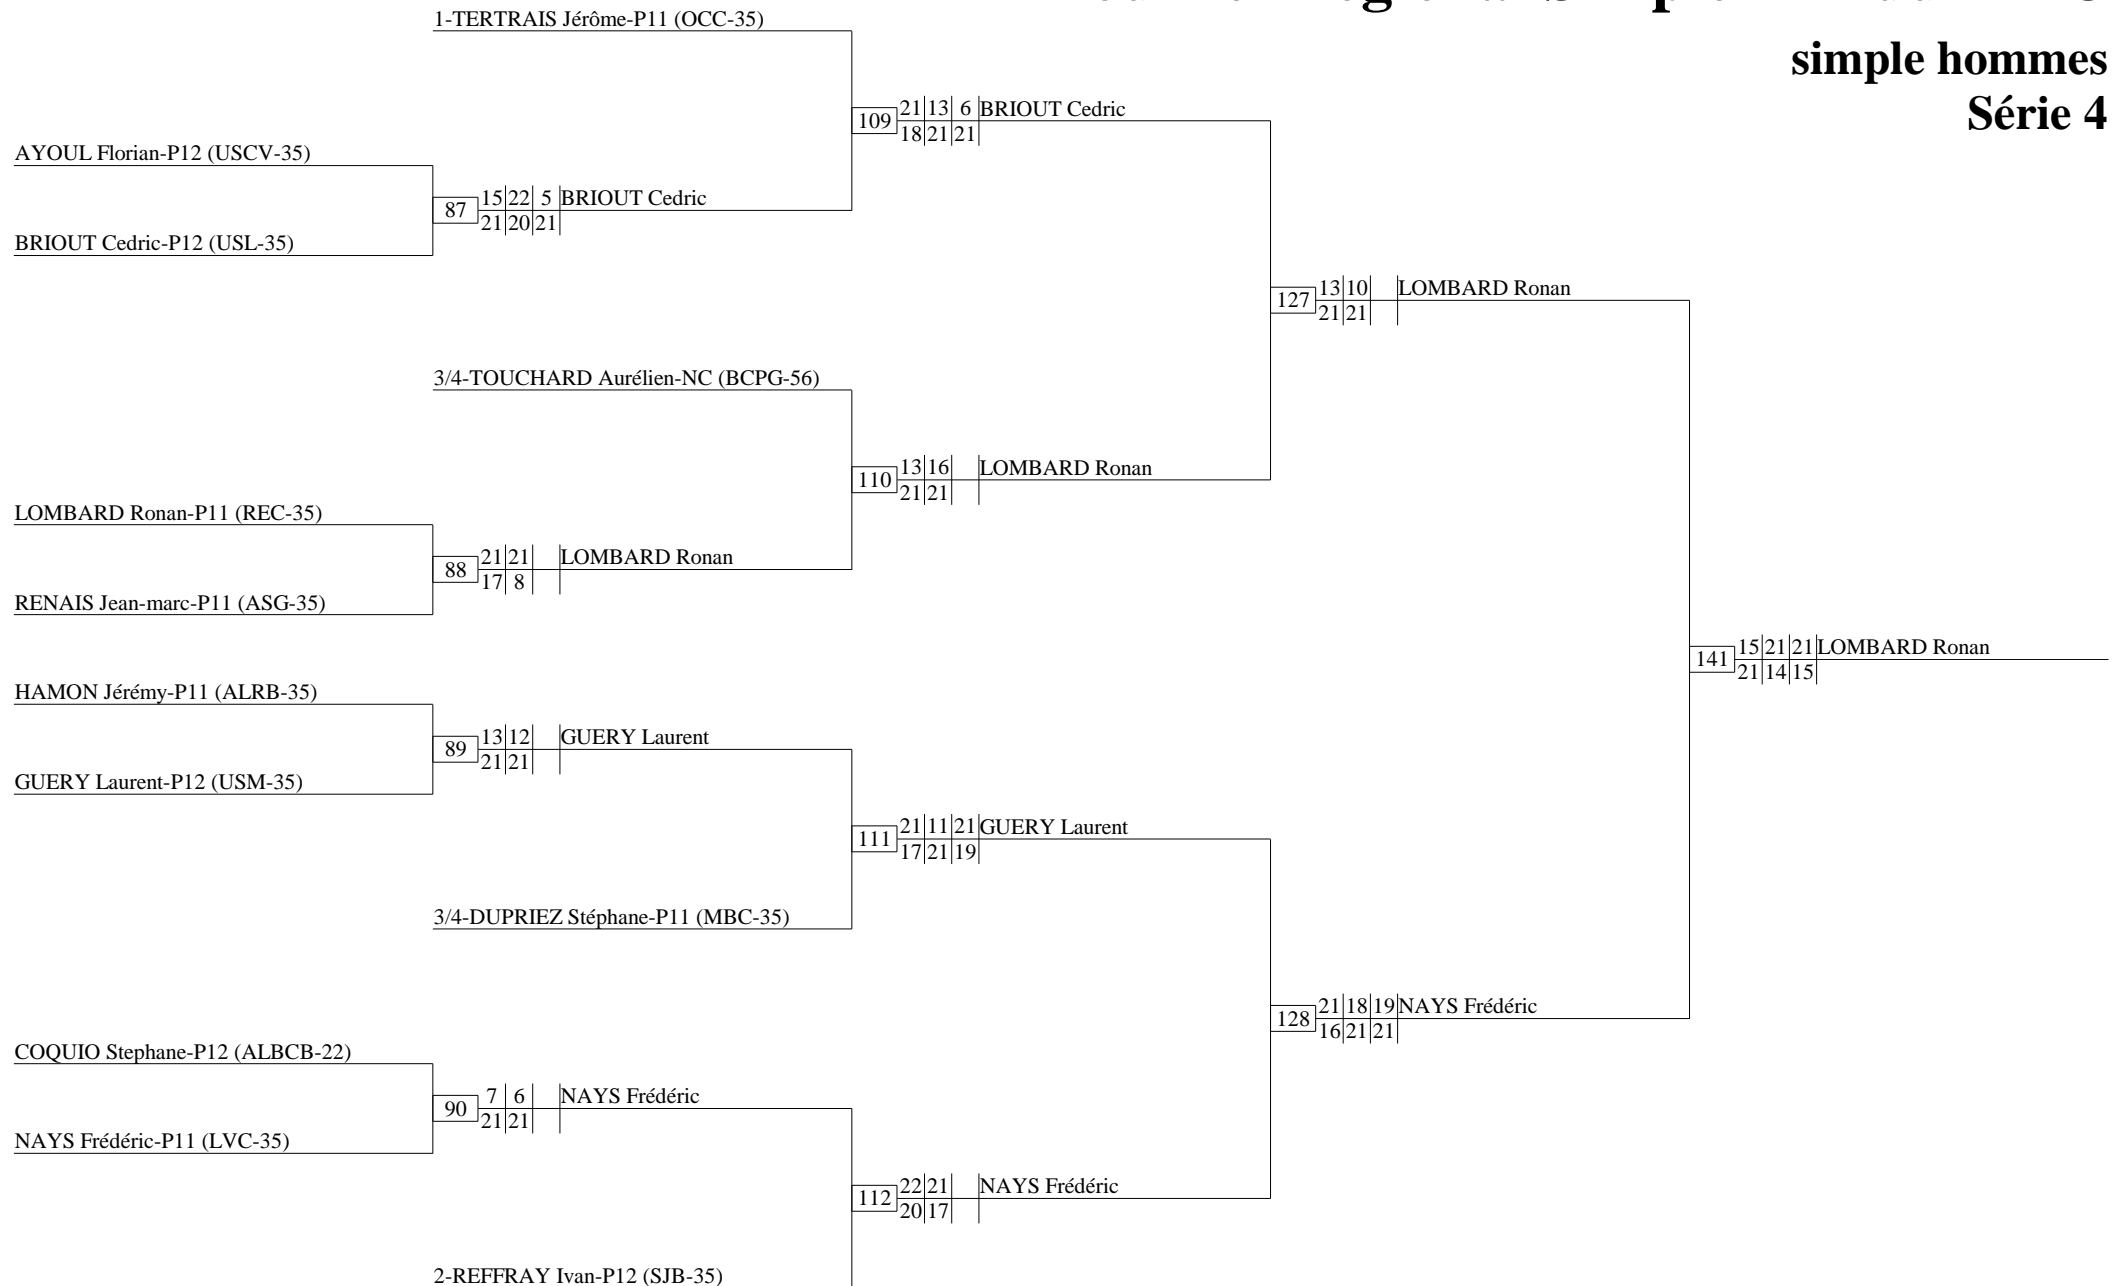 1-TERTRAIS Jérôme-P11 (OCC-35)
simple hommes
Série 4
109 21 13 6 BRIOUT Cedric
18 21 21
AYOUL Florian-P12 (USCV-35)
87 15 22 5 BRIOUT Cedric
21 20 21
BRIOUT Cedric-P12 (USL-35)
127 13 10 LOMBARD Ronan
21 21
3/4-TOUCHARD Aurélien-NC (BCPG-56)
110 13 16 LOMBARD Ronan
21 21
LOMBARD Ronan-P11 (REC-35)
88 21 21 LOMBARD Ronan
17 8
RENAIS Jean-marc-P11 (ASG-35)
141 15 21 21 LOMBARD Ronan
21 14 15
HAMON Jérémy-P11 (ALRB-35)
89 13 12 GUERY Laurent
21 21
GUERY Laurent-P12 (USM-35)
111 21 11 21 GUERY Laurent
17 21 19
3/4-DUPRIEZ Stéphane-P11 (MBC-35)
128 21 18 19 NAYS Frédéric
16 21 21
COQUIO Stephane-P12 (ALBCB-22)
90 7 6 NAYS Frédéric
21 21
NAYS Frédéric-P11 (LVC-35)
112 22 21 NAYS Frédéric
20 17
2-REFFRAY Ivan-P12 (SJB-35)